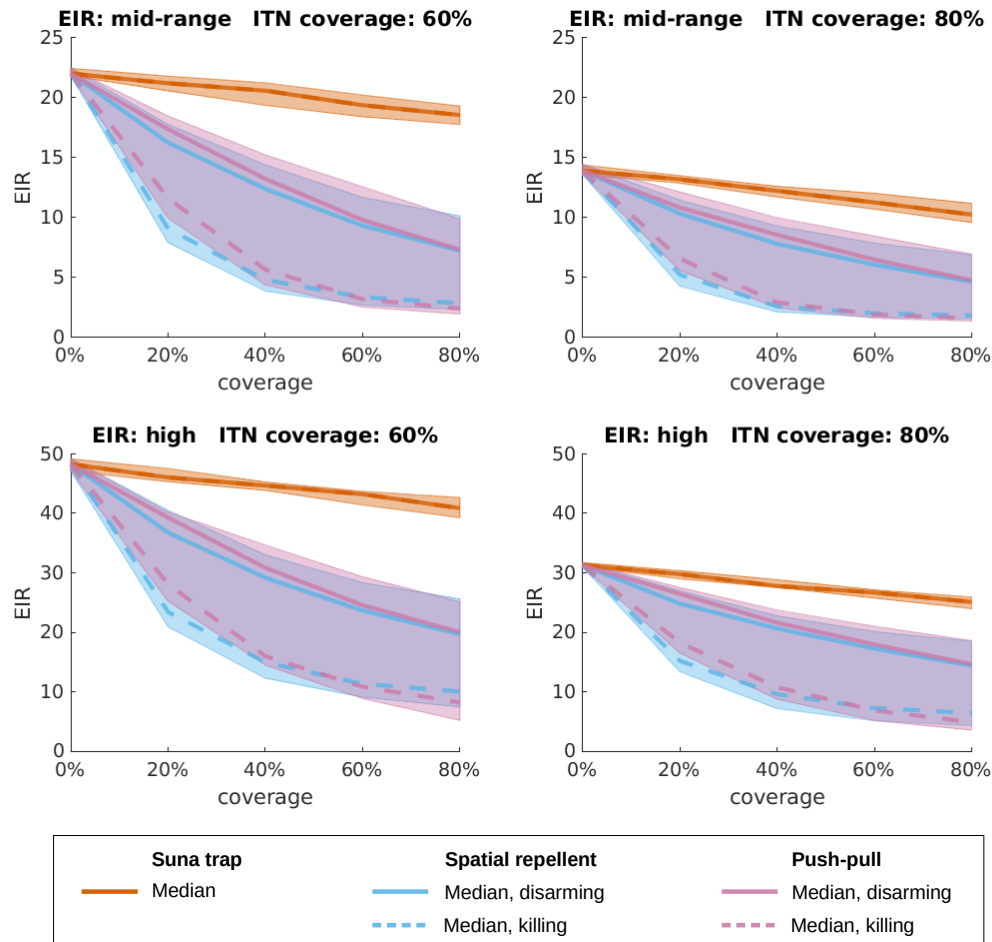 EIR: mid-range ITN coverage: 60%
25
20
15
10
5
0
EIR
0% 20% 40% 60% 80%
coverage
EIR: mid-range ITN coverage: 80%
25
20
15
10
5
0
EIR
0% 20% 40% 60% 80%
coverage
EIR: high ITN coverage: 60%
50
40
30
20
10
0
EIR
0% 20% 40% 60% 80%
coverage
EIR: high ITN coverage: 80%
50
40
30
20
10
0
EIR
0% 20% 40% 60% 80%
coverage
Suna trap Spatial repellent Push-pull
Median Median, disarming Median, disarming
Median, killing Median, killing